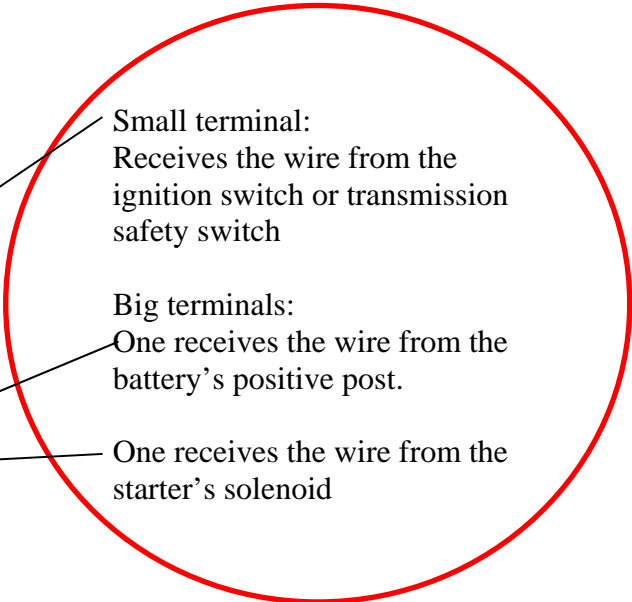 Small terminal:
Receives the wire from the
ignition switch or transmission
safety switch
Big terminals:
One receives the wire from the
battery’s positive post.
One receives the wire from the
starter’s solenoid